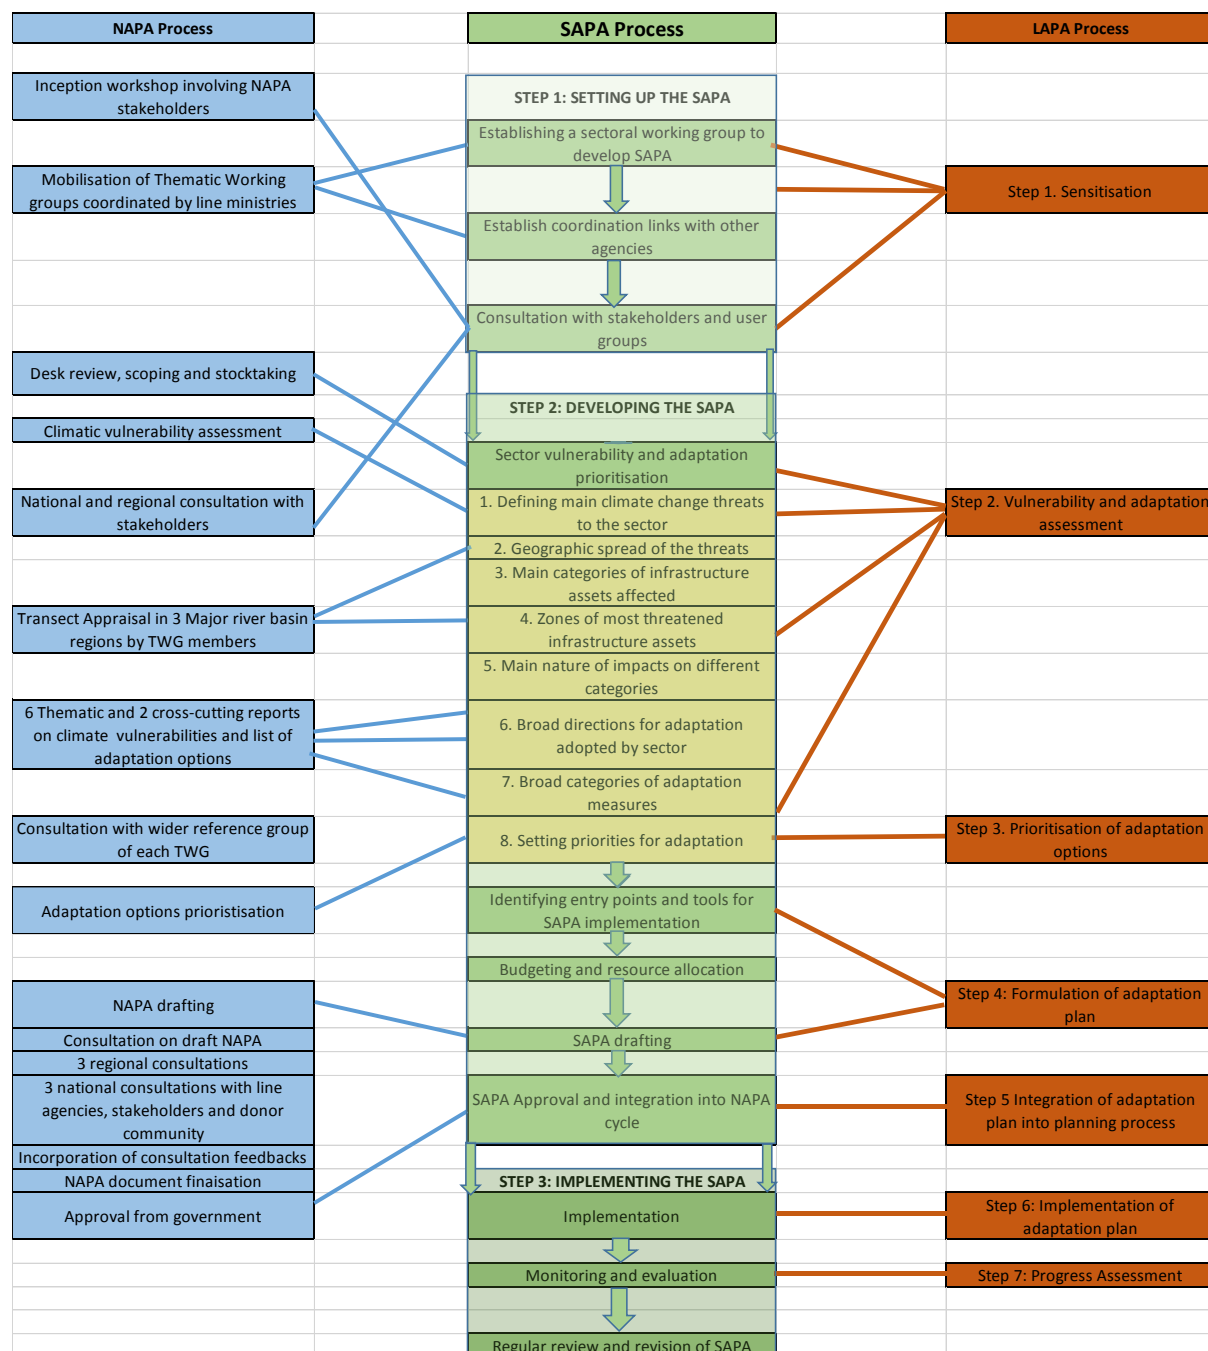 NAPA Process
SAPA Process
LAPA Process
Inception workshop involving NAPA
stakeholders
Mobilisation of Thematic Working
groups coordinated by line ministries
Desk review, scoping and stocktaking
Climatic vulnerability assessment
National and regional consultation with
stakeholders
Transect Appraisal in 3 Major river basin
regions by TWG members
6 Thematic and 2 cross-cutting reports
on climate  vulnerabilities and list of
adaptation options
Consultation with wider reference group
of each TWG
Adaptation options prioristisation
NAPA drafting
Consultation on draft NAPA
3 regional consultations
3 national consultations with line
agencies, stakeholders and donor
community
Incorporation of consultation feedbacks
NAPA document finaisation
Approval from government
STEP 1: SETTING UP THE SAPA
Establishing a sectoral working group to
develop SAPA
Establish coordination links with other
agencies
Consultation with stakeholders and user
groups
STEP 2: DEVELOPING THE SAPA
Sector vulnerability and adaptation
prioritisation
1. Defining main climate change threats
to the sector
2. Geographic spread of the threats
3. Main categories of infrastructure
assets affected
4. Zones of most threatened
infrastructure assets
5. Main nature of impacts on different
categories
6. Broad directions for adaptation
adopted by sector
7. Broad categories of adaptation
measures
8. Setting priorities for adaptation
Identifying entry points and tools for
SAPA implementation
Budgeting and resource allocation
SAPA drafting
SAPA Approval and integration into NAPA
cycle
STEP 3: IMPLEMENTING THE SAPA
Implementation
Monitoring and evaluation
Regular review and revision of SAPA
Step 1. Sensitisation
Step 2. Vulnerability and adaptation
assessment
Step 3. Prioritisation of adaptation
options
Step 4: Formulation of adaptation
plan
Step 5 Integration of adaptation
plan into planning process
Step 6: Implementation of
adaptation plan
Step 7: Progress Assessment